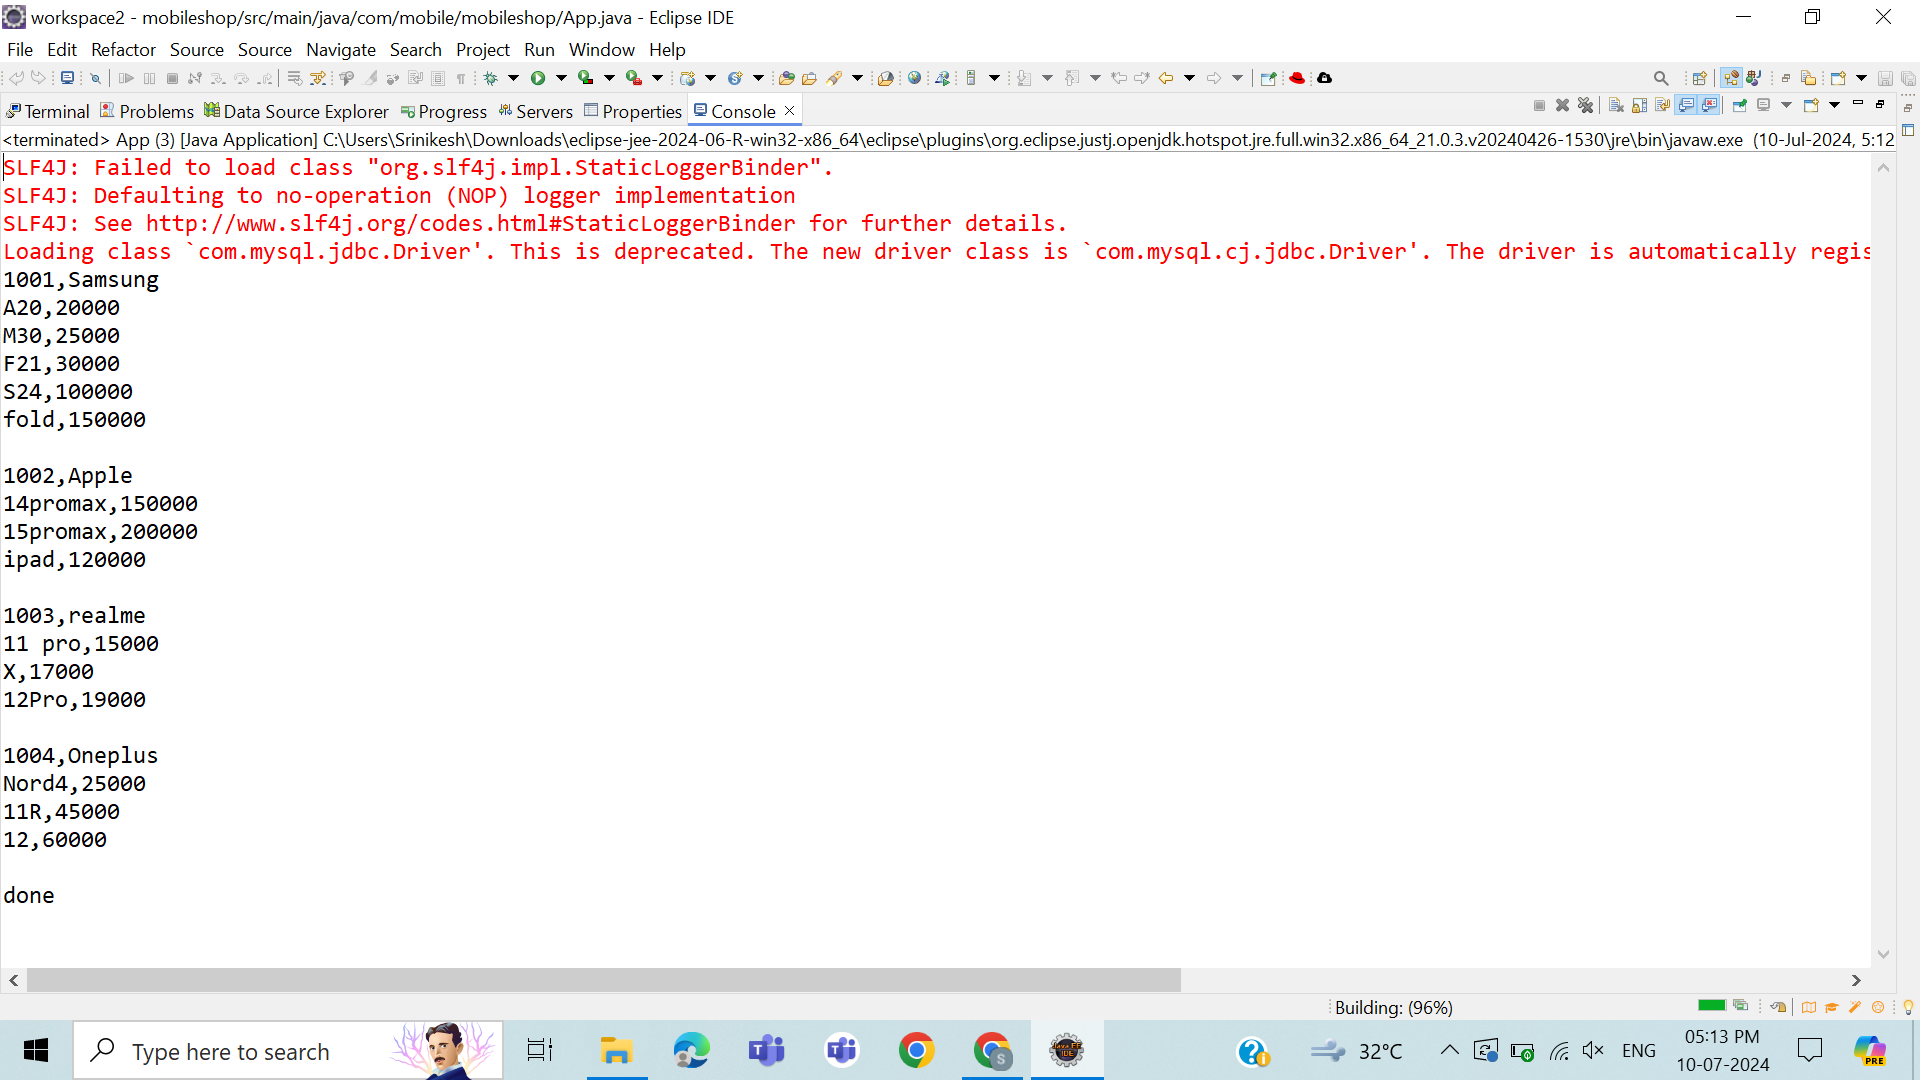 workspace2 - mobileshop/src/main/java/com/mobile/mobileshop/App.java - Eclipse IDE
File Edit Refactor Source Source Navigate Search Project Run Window Help
Terminal Problems Data Source Explorer Progress Servers Properties Console
<terminated> App (3) [Java Application] C:\Users\Srinikesh\Downloads\eclipse-jee-2024-06-R-win32-x86_64\eclipse\plugins\org.eclipse.justj.openjdk.hotspot.jre.full.win32.x86_64_21.0.3.v20240426-1530\jre\bin\javaw.exe (10-Jul-2024, 5:12
SLF4J: Failed to load class "org.slf4j.impl.StaticLoggerBinder".
SLF4J: Defaulting to no-operation (NOP) logger implementation
SLF4J: See http://www.slf4j.org/codes.html#StaticLoggerBinder for further details.
Loading class `com.mysql.jdbc.Driver'. This is deprecated. The new driver class is `com.mysql.cj.jdbc.Driver'. The driver is automatically regis
1001,Samsung
A20,20000
M30,25000
F21,30000
S24,100000
fold,150000
1002,Apple
14promax,150000
15promax,200000
ipad,120000
1003,realme
11 pro,15000
X,17000
12Pro,19000
1004,Oneplus
Nord4,25000
11R,45000
12,60000
done
Building: (96%)
Type here to search
32°C
ENG
05:13 PM
10-07-2024
PRE